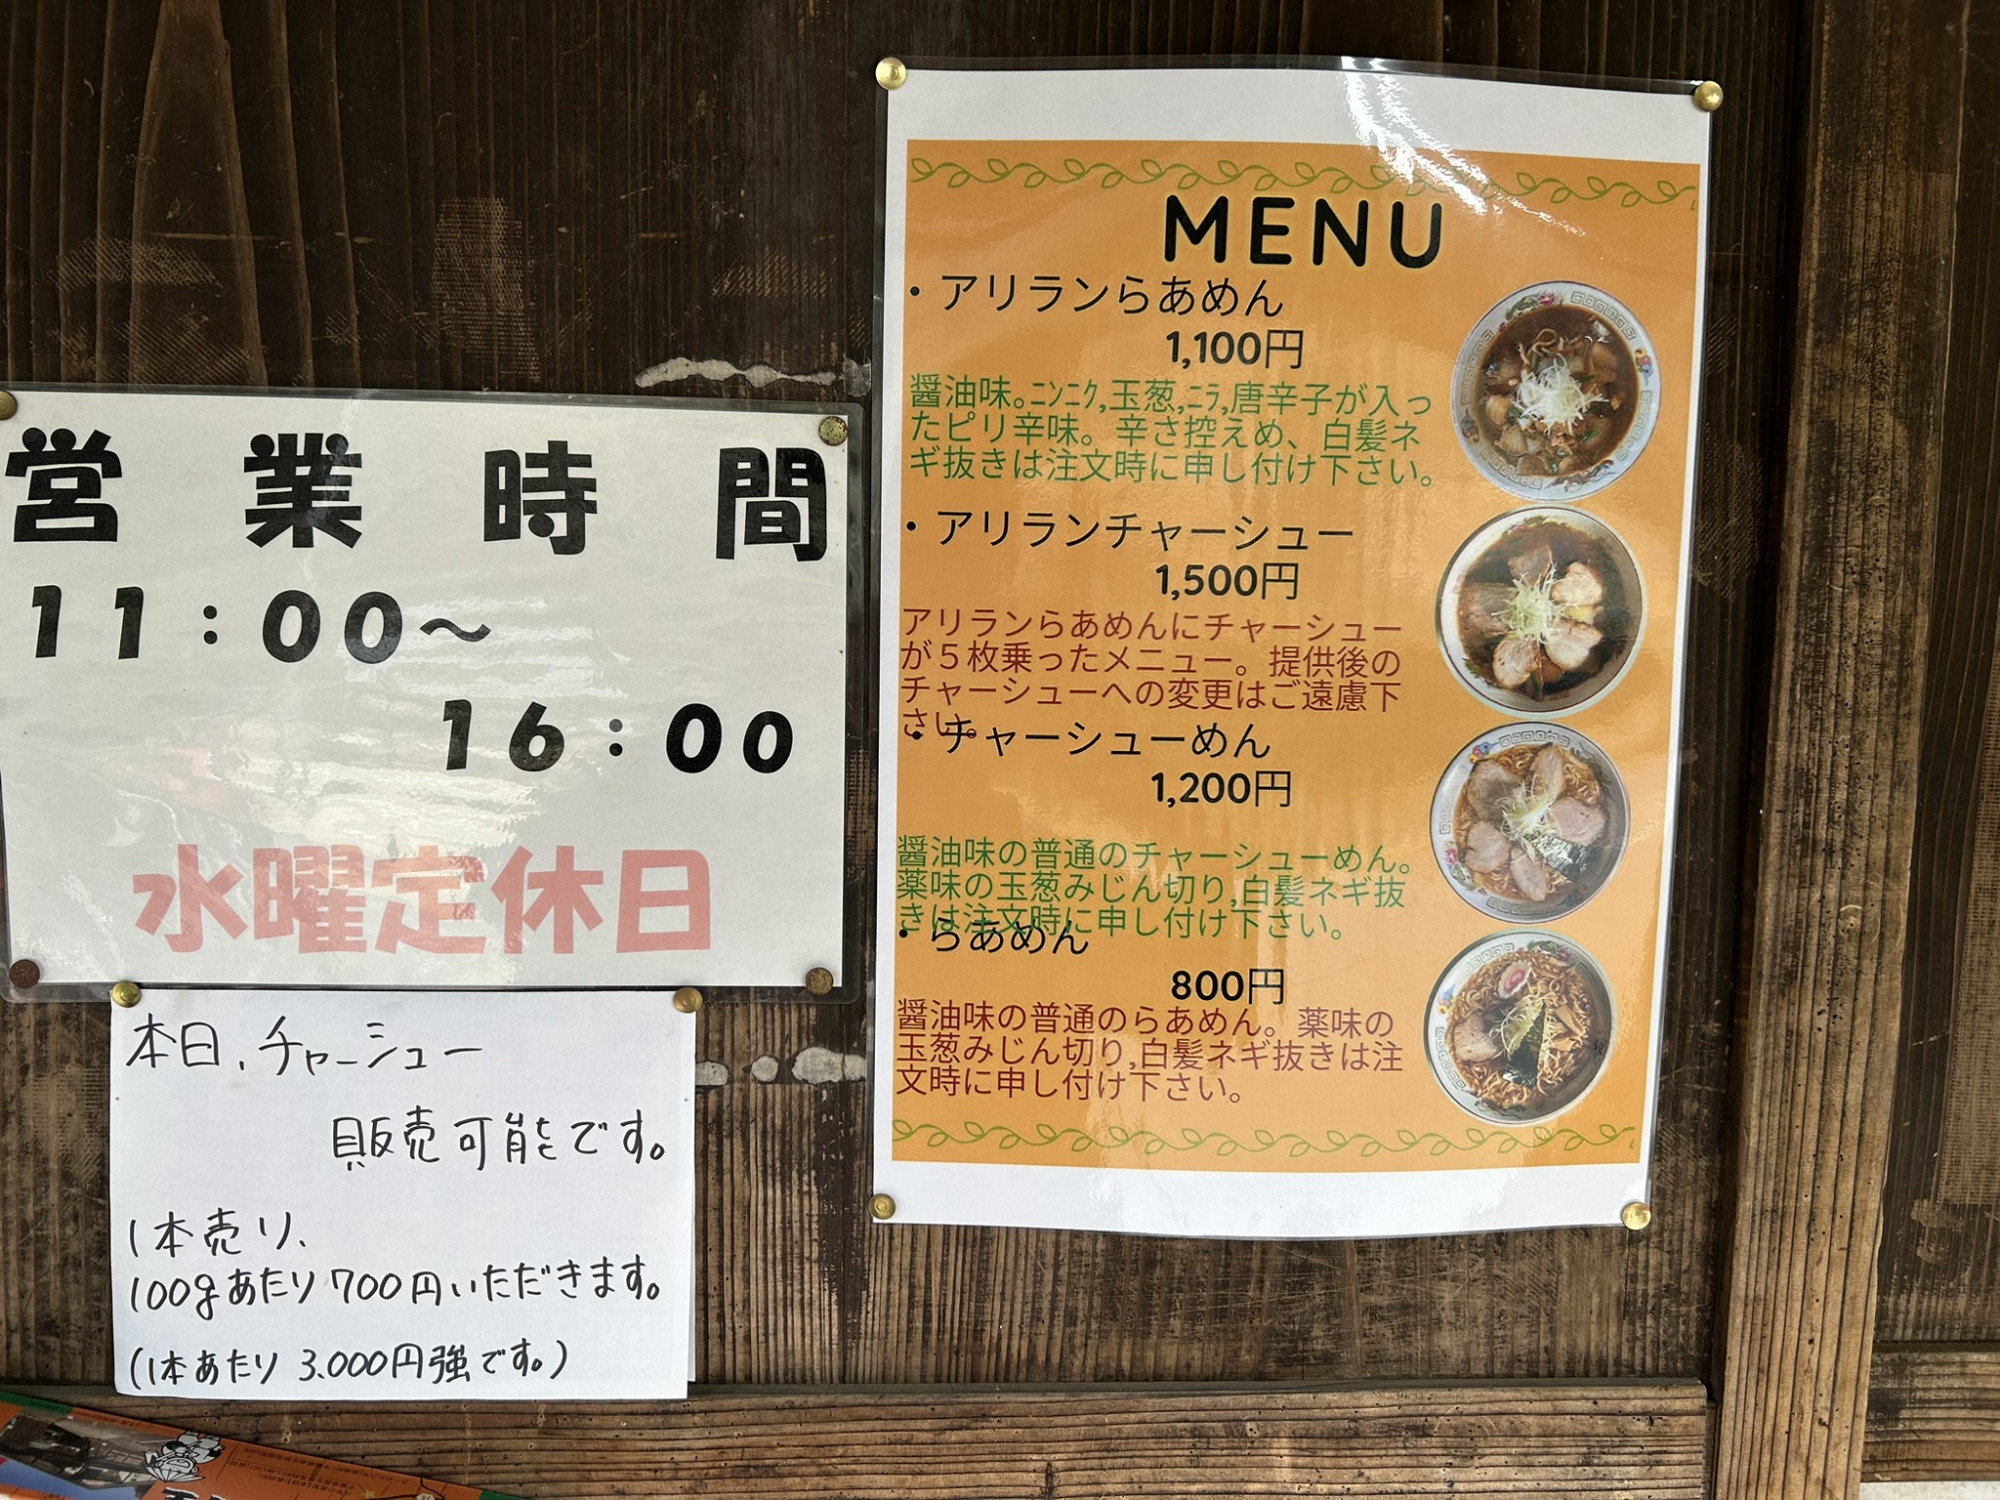 営業時間
11:00～
16:00
水曜定休日
本日、チャーシュー
販売可能です。
1本売り、
100gあたり700円いただきます。
(1本あたり 3,000円強です。)
MENU
・アリランらあめん
1,100円
醤油味。ﾆﾝﾆｸ,玉葱,ﾆﾗ,唐辛子が入っ
たピリ辛味。辛さ控えめ、白髪ネ
ギ抜きは注文時に申し付け下さい。
・アリランチャーシュー
1,500円
アリランらあめんにチャーシュー
が５枚乗ったメニュー。提供後の
チャーシューへの変更はご遠慮下
さい。
・チャーシューめん
1,200円
醤油味の普通のチャーシューめん。
薬味の玉葱みじん切り,白髪ネギ抜
きは注文時に申し付け下さい。
・らあめん
800円
醤油味の普通のらあめん。薬味の
玉葱みじん切り,白髪ネギ抜きは注
文時に申し付け下さい。